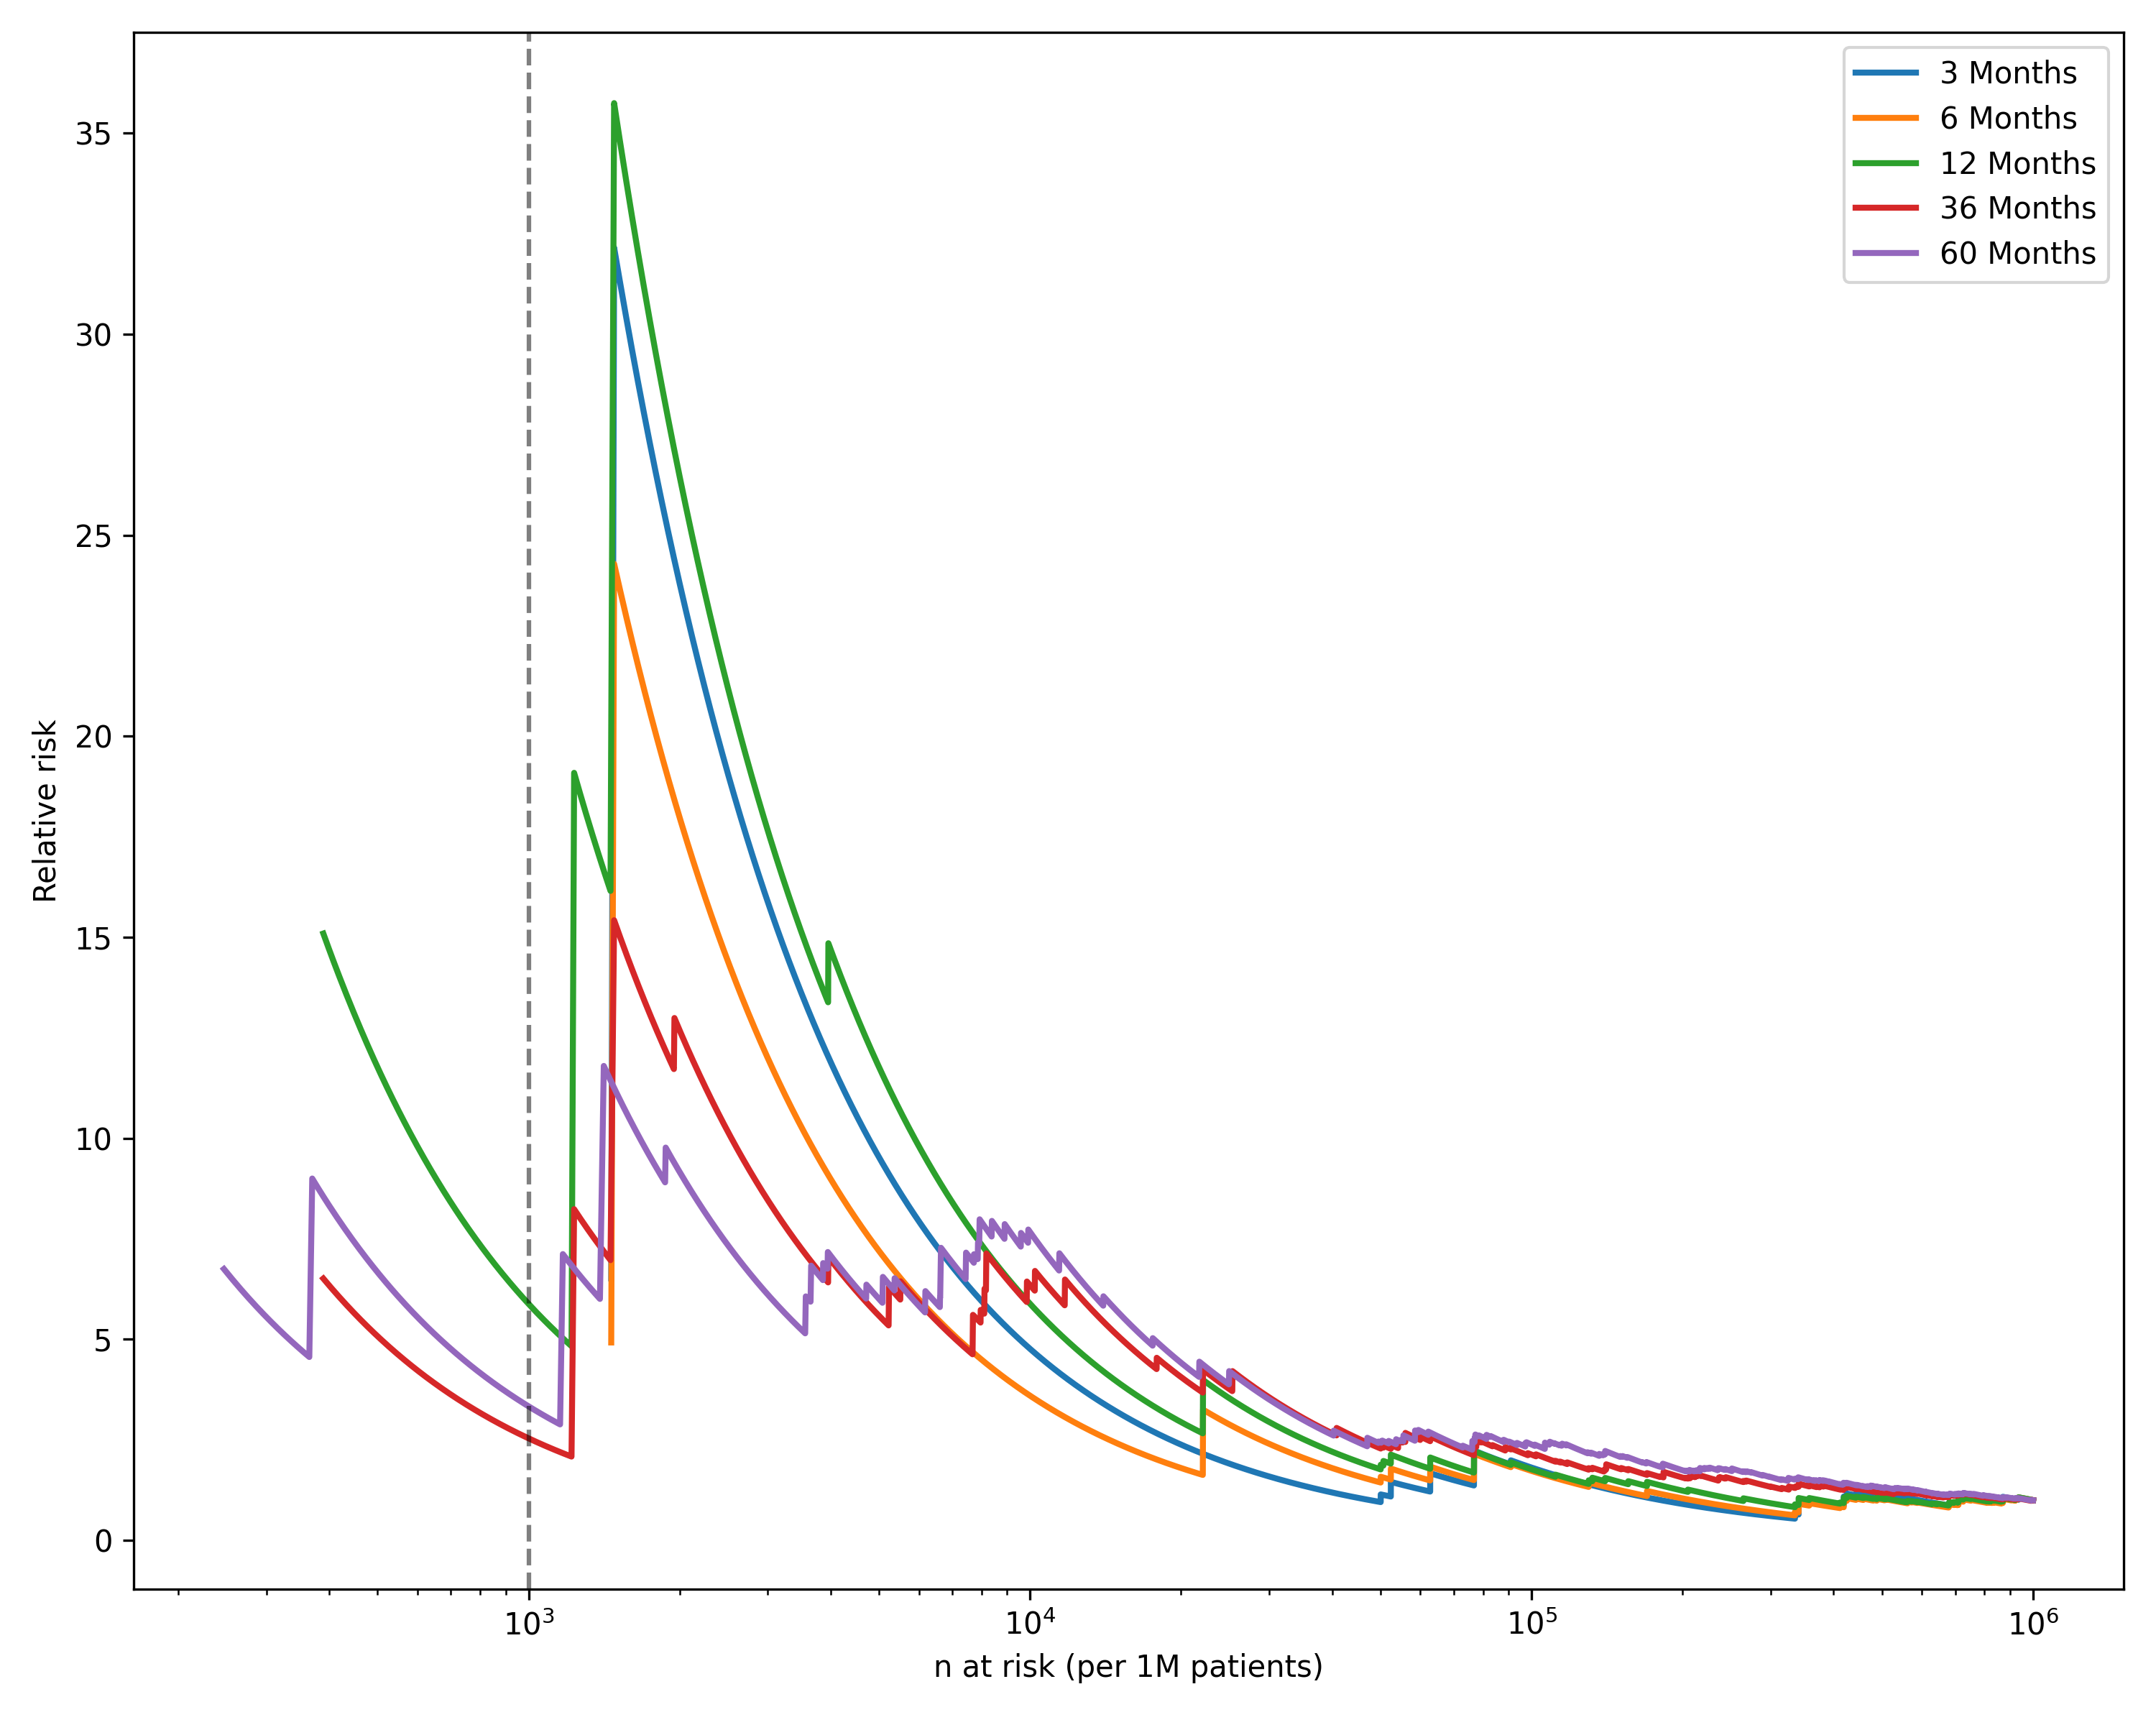 3 Months
6 Months
12 Months
36 Months
60 Months
35
30
25
20
15
10
5
0
Relative risk
10³ 10⁴ 10⁵ 10⁶
n at risk (per 1M patients)